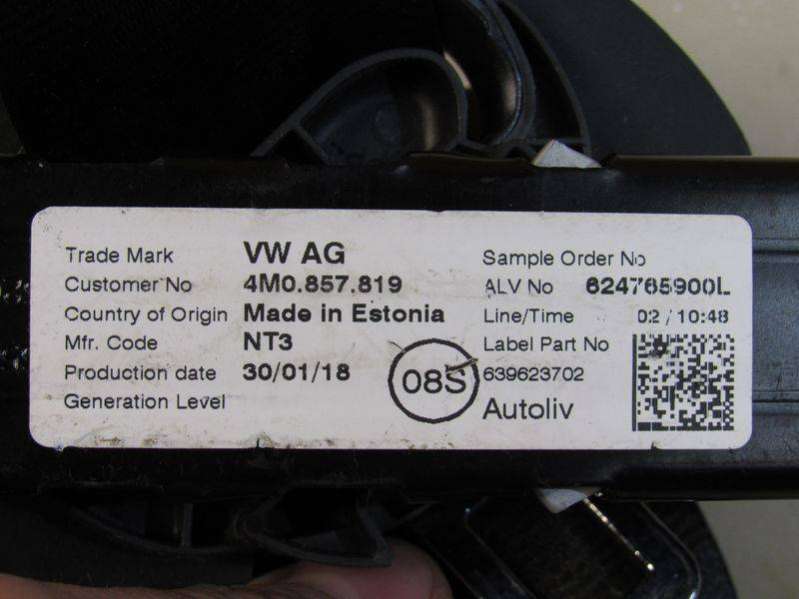 Trade Mark VW AG
Customer No 4M0.857.819
Country of Origin Made in Estonia
Mfr. Code NT3
Production date 30/01/18
Generation Level
08S
Sample Order No
ALV No 624765900L
Line/Time 02 / 10:48
Label Part No
639623702
Autoliv